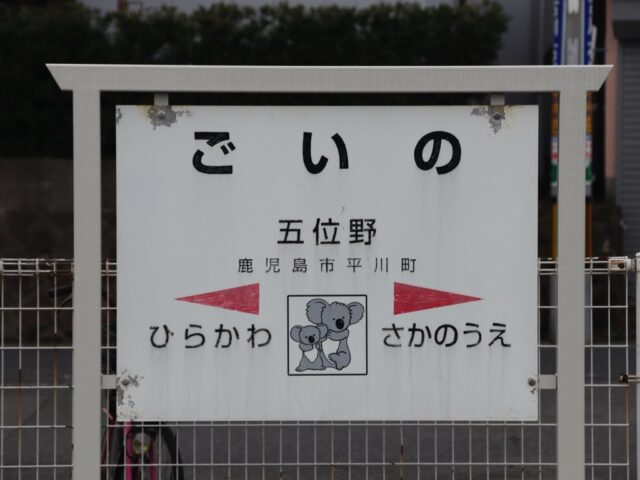 ごいの
五位野
鹿児島市平川町
ひらかわ
さかのうえ